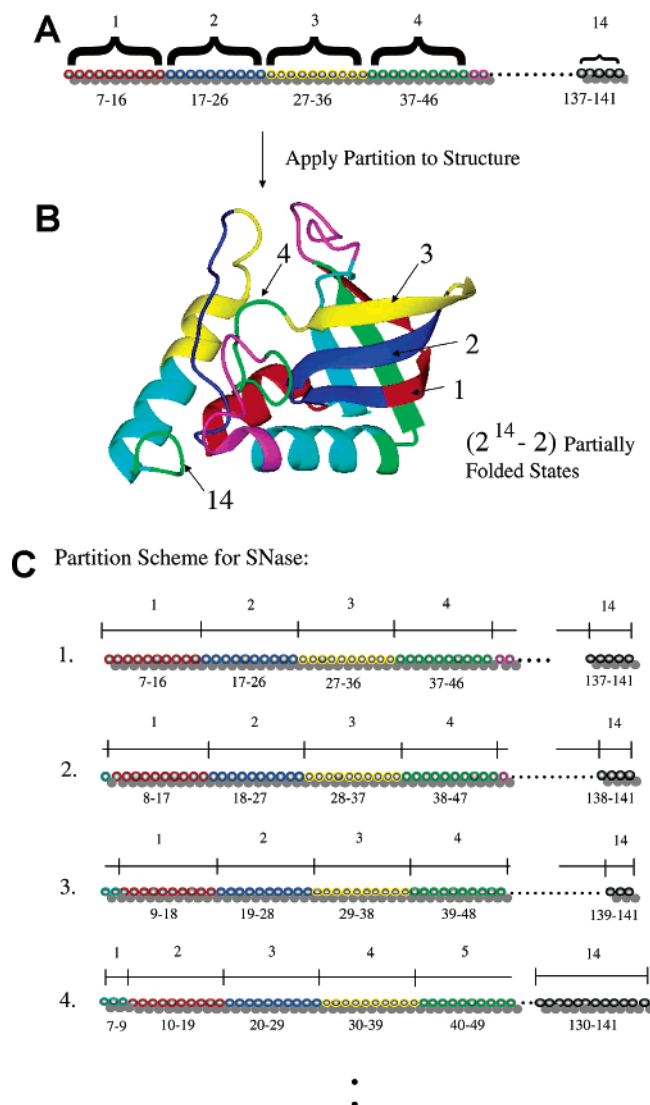 A
1 2 3 4 14
7-16 17-26 27-36 37-46 137-141
Apply Partition to Structure
B
4 3
2
1
14
(2^14 - 2) Partially
Folded States
C Partition Scheme for SNase:
1 2 3 4 14
1.
7-16 17-26 27-36 37-46 137-141
1 2 3 4 14
2.
8-17 18-27 28-37 38-47 138-141
1 2 3 4 14
3.
9-18 19-28 29-38 39-48 139-141
1 2 3 4 5 14
4.
7-9 10-19 20-29 30-39 40-49 130-141